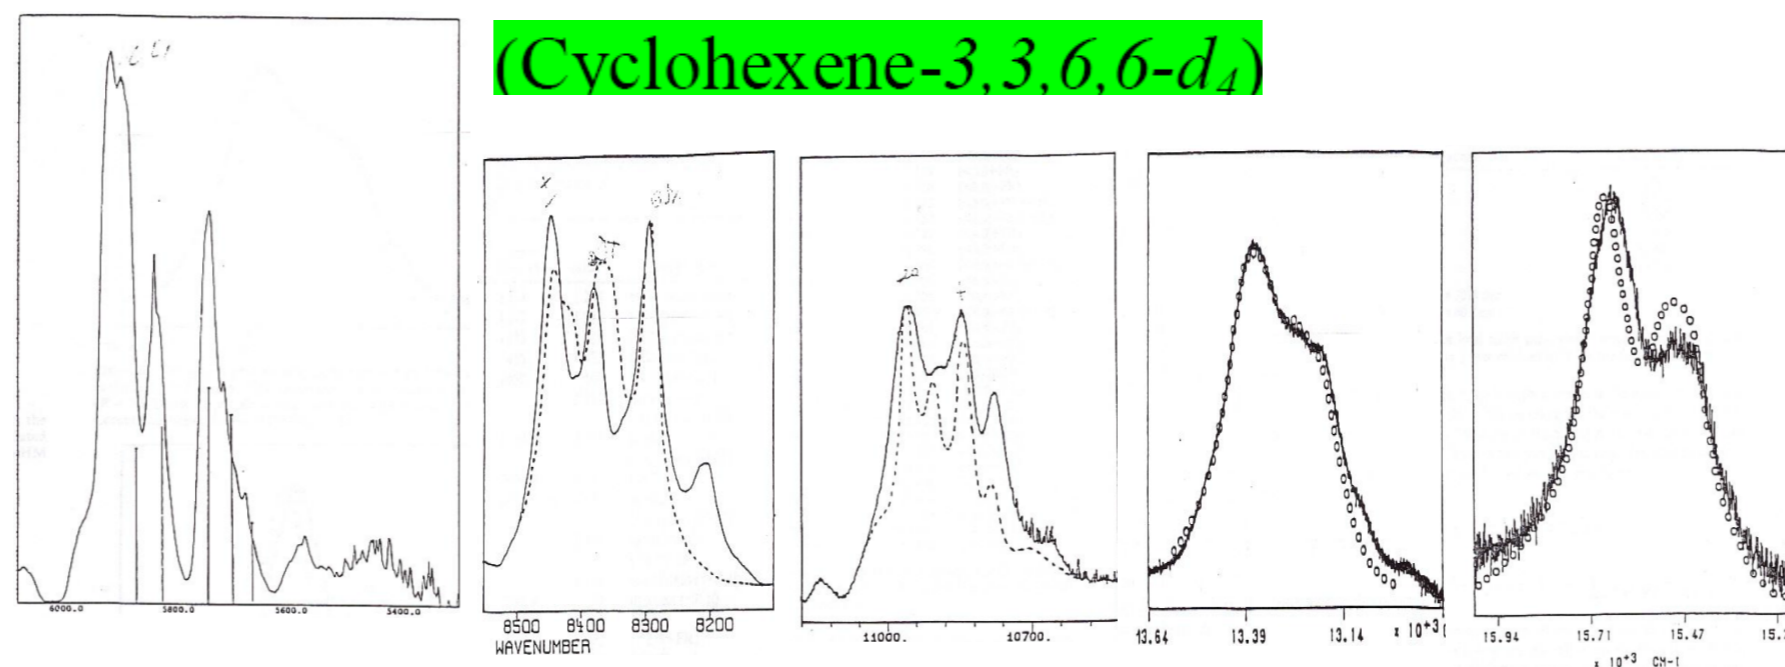 (Cyclohexene-3,3,6,6-d4)
6000.0 5800.0 5600.0 5400.0
8500 8400 8300 8200
WAVENUMBER
11000. 10700.
13.64 13.39 13.14 x 10+3
15.94 15.71 15.47
x 10+3 CM-1